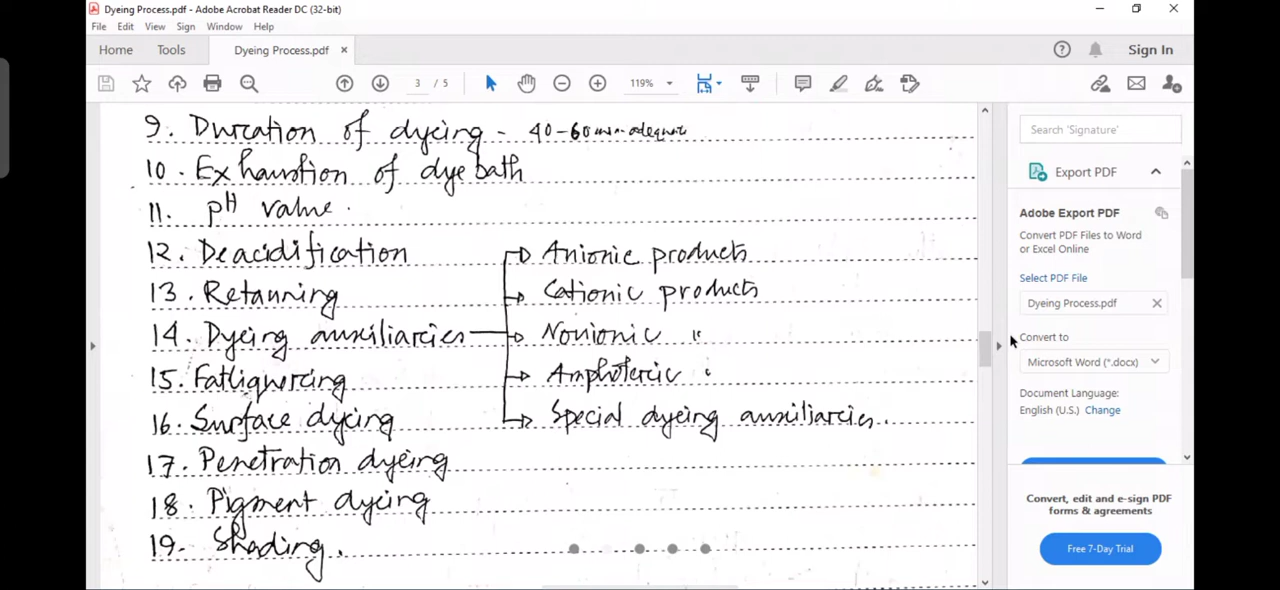 Dyeing Process.pdf - Adobe Acrobat Reader DC (32-bit)
File Edit View Sign Window Help
Home Tools Dyeing Process.pdf × Sign In
3 / 5 119%
9. Duration of dyeing - 40-60 min adequate
10. Exhaustion of dye bath
11. pH value.
12. Deacidification
13. Retanning
14. Dyeing auxiliaries
15. Fatliquering
16. Surface dyeing
17. Penetration dyeing
18. Pigment dyeing
19. Shading.
Anionic products
Cationic products
Nonionic "
Amphoteric "
Special dyeing auxiliaries.
Search 'Signature'
Export PDF
Adobe Export PDF
Convert PDF Files to Word
or Excel Online
Select PDF File
Dyeing Process.pdf ×
Convert to
Microsoft Word (*.docx)
Document Language:
English (U.S.) Change
Convert, edit and e-sign PDF
forms & agreements
Free 7-Day Trial